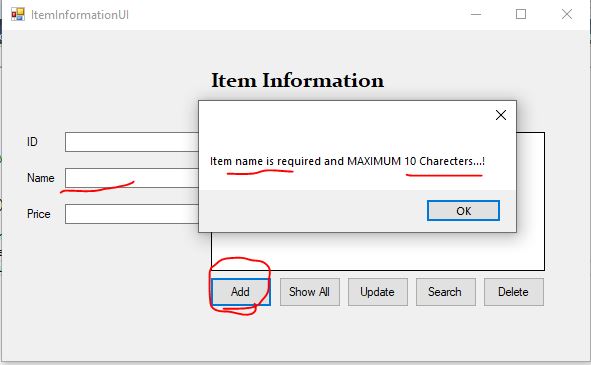 ItemInformationUI
Item Information
ID
Item name is required and MAXIMUM 10 Charecters...!
Name
Price
OK
Add Show All Update Search Delete